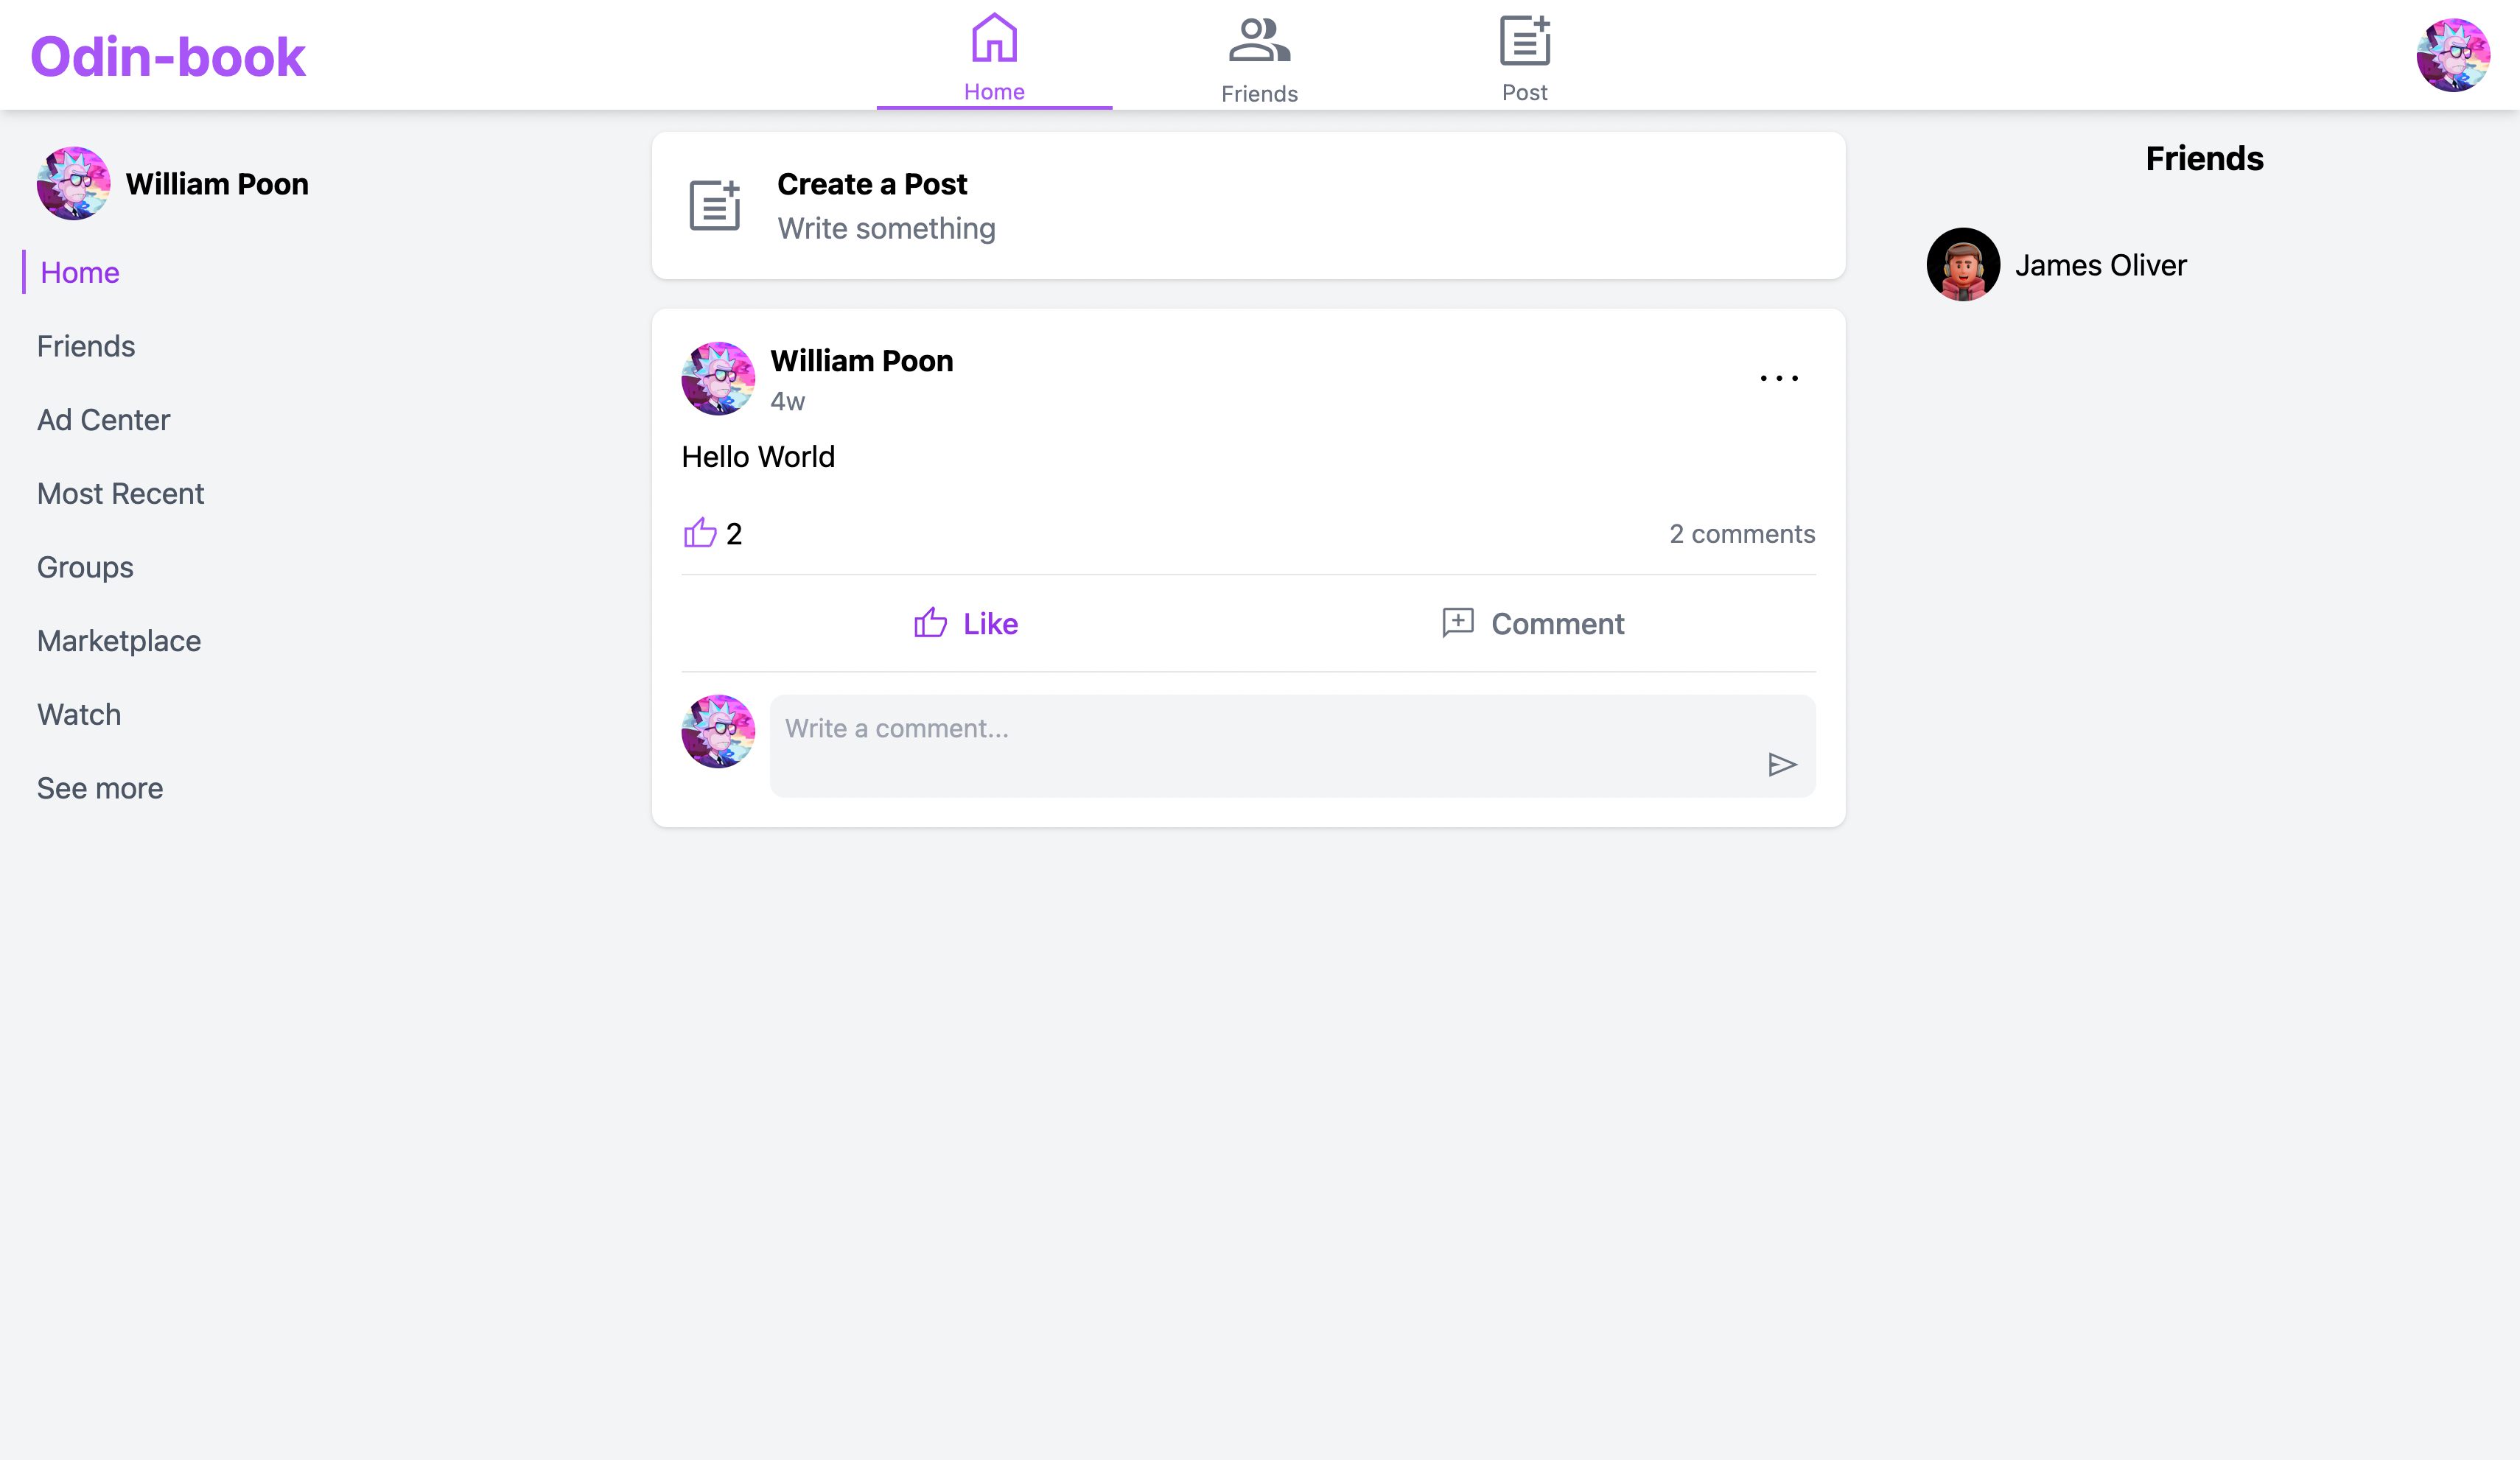 Odin-book
Home
Friends
Post
William Poon
Home
Friends
Ad Center
Most Recent
Groups
Marketplace
Watch
See more
Create a Post
Write something
William Poon
4w
Hello World
2
2 comments
Like
Comment
Write a comment...
Friends
James Oliver